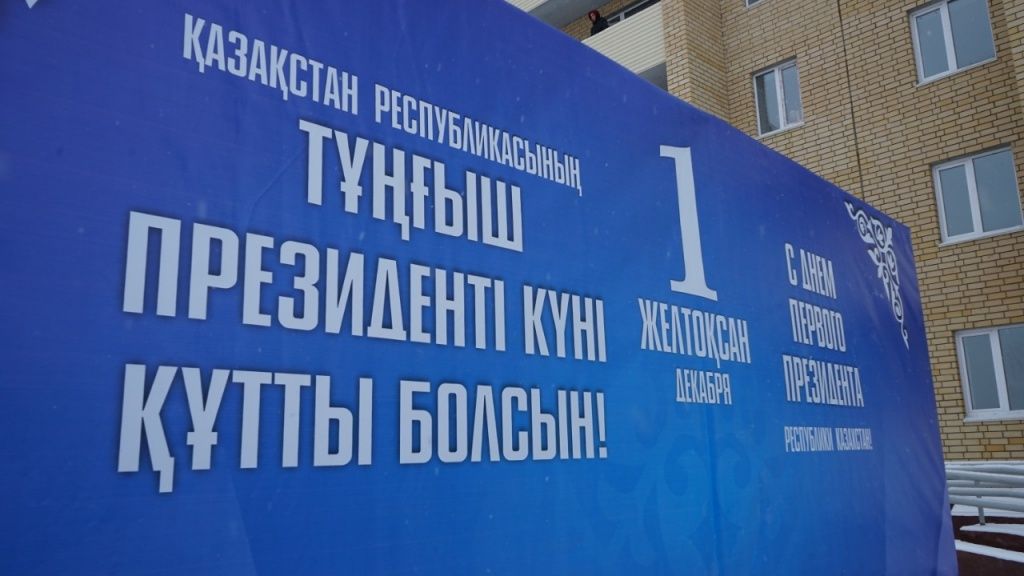 ҚАЗАҚСТАН РЕСПУБЛИКАСЫНЫҢ
ТҰҢҒЫШ
ПРЕЗИДЕНТІ КҮНІ
ҚҰТТЫ БОЛСЫН!
1
ЖЕЛТОҚСАН
ДЕКАБРЯ
С ДНЕМ
ПЕРВОГО
ПРЕЗИДЕНТА
РЕСПУБЛИКИ КАЗАХСТАН!